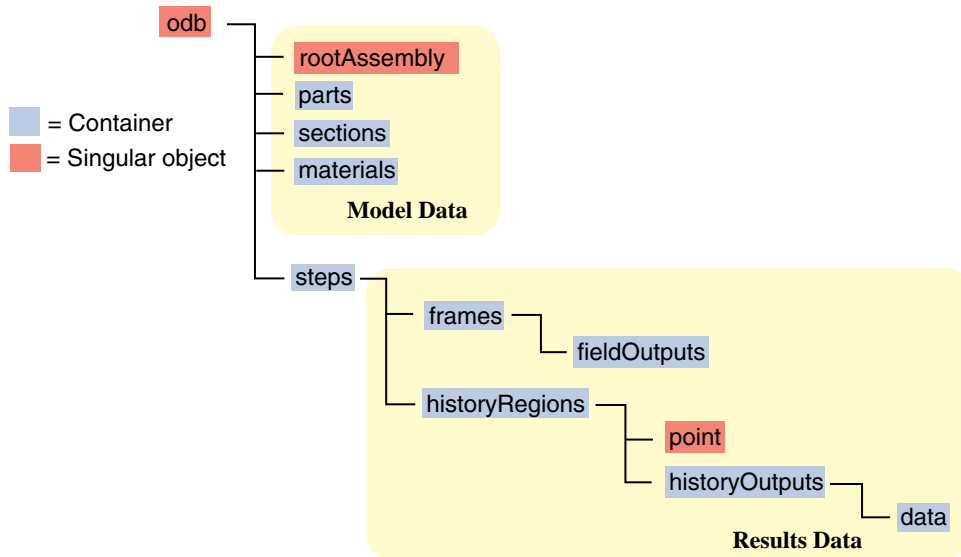 odb
rootAssembly
parts
= Container
sections
= Singular object
materials
Model Data
steps
frames
fieldOutputs
historyRegions
point
historyOutputs
data
Results Data